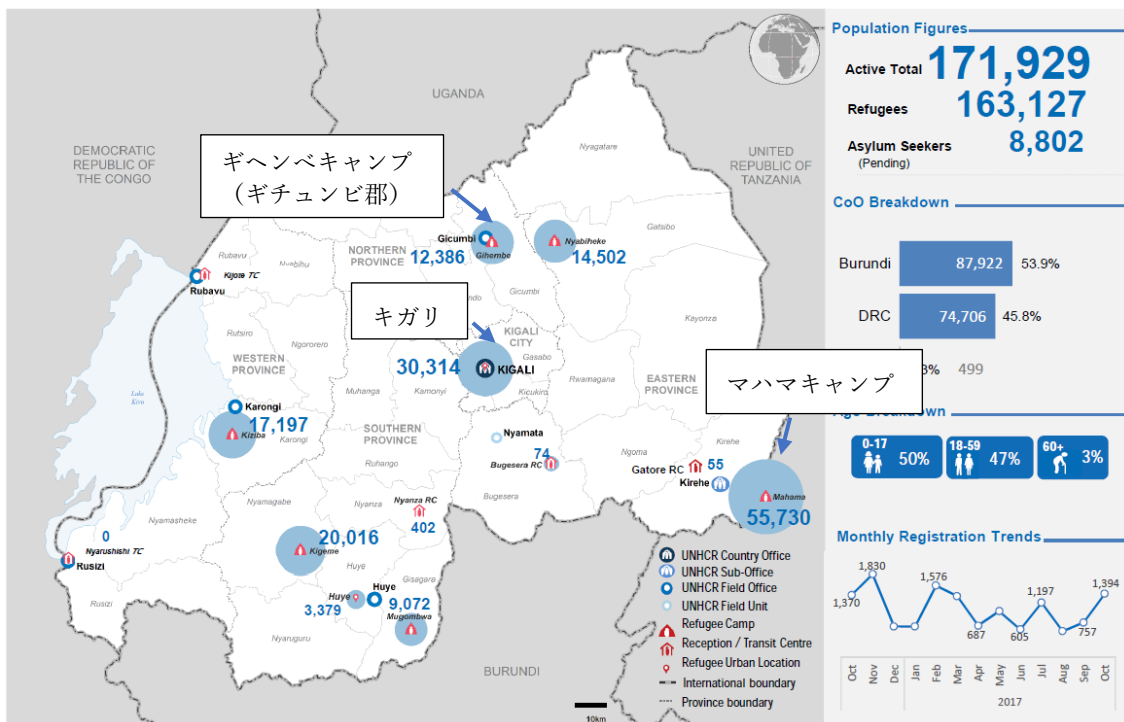 UGANDA
DEMOCRATIC
REPUBLIC OF
THE CONGO
UNITED
REPUBLIC OF
TANZANIA
ギヘンベキャンプ
(ギチュンビ郡)
Nyagatare
Gatsibo
Gicumbi
Gihembe
12,386
Nyabiheke
14,502
NORTHERN
PROVINCE
Rubavu
Kijote TC
Rubavu
Gicumbi
キガリ
Kayonza
Rutsiro
Ngororero
KIGALI
CITY
Gasabo
30,314
KIGALI
WESTERN
PROVINCE
Muhanga
Kamonyi
Kicukiro
Rwamagana
EASTERN
PROVINCE
マハマキャンプ
Lake
Kivu
Karongi
17,197
Kiziba
Karongi
SOUTHERN
PROVINCE
Ruhango
Nyamata
74
Bugesera RC
Bugesera
Ngoma
Kirehe
Gatore RC
55
Kirehe
Mahama
55,730
Nyamagabe
Nyanza
Nyanza RC
402
Nyamasheke
0
Nyarushishi TC
Rusizi
Rusizi
20,016
Kigeme
Huye
Gisagara
Huye
Huye
3,379
9,072
Mugombwa
Nyaruguru
BURUNDI
UNHCR Country Office
UNHCR Sub-Office
UNHCR Field Office
UNHCR Field Unit
Refugee Camp
Reception / Transit Centre
Refugee Urban Location
International boundary
Province boundary
10km
Population Figures
Active Total 171,929
Refugees 163,127
Asylum Seekers 8,802
(Pending)
CoO Breakdown
Burundi 87,922 53.9%
DRC 74,706 45.8%
3% 499
Age Breakdown
0-17 50%
18-59 47%
60+ 3%
Monthly Registration Trends
1,370
1,830
1,576
687
605
1,197
757
1,394
Oct Nov Dec Jan Feb Mar Apr May Jun Jul Aug Sep Oct
2017